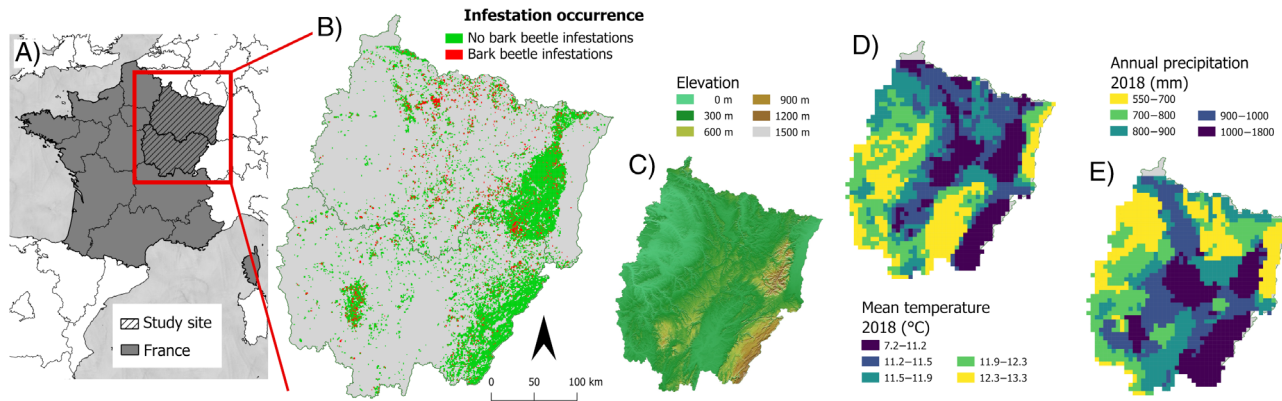 A)
Study site
France
B)
Infestation occurrence
No bark beetle infestations
Bark beetle infestations
0 50 100 km
Elevation
0 m 900 m
300 m 1200 m
600 m 1500 m
C)
D)
Mean temperature
2018 (°C)
7.2−11.2
11.2−11.5 11.9−12.3
11.5−11.9 12.3−13.3
Annual precipitation
2018 (mm)
550−700
700−800 900−1000
800−900 1000−1800
E)